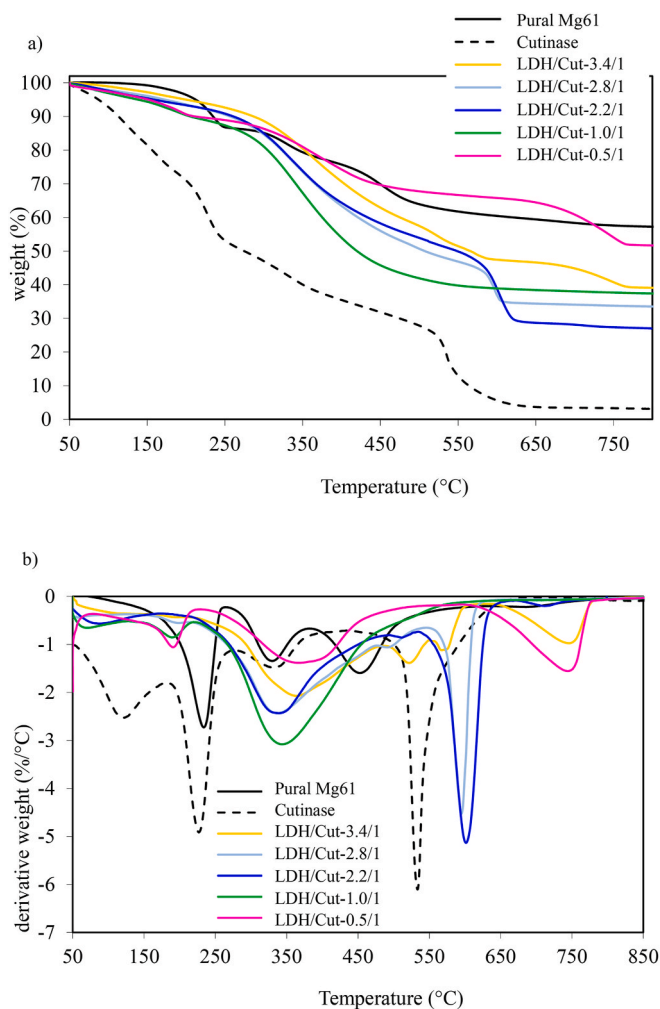 a)
Pural Mg61
Cutinase
LDH/Cut-3.4/1
LDH/Cut-2.8/1
LDH/Cut-2.2/1
LDH/Cut-1.0/1
LDH/Cut-0.5/1
100
90
80
70
60
50
40
30
20
10
0
weight (%)
50 150 250 350 450 550 650 750
Temperature (°C)
b)
0
-1
-2
-3
-4
-5
-6
-7
derivative weight (%/°C)
Pural Mg61
Cutinase
LDH/Cut-3.4/1
LDH/Cut-2.8/1
LDH/Cut-2.2/1
LDH/Cut-1.0/1
LDH/Cut-0.5/1
50 150 250 350 450 550 650 750 850
Temperature (°C)